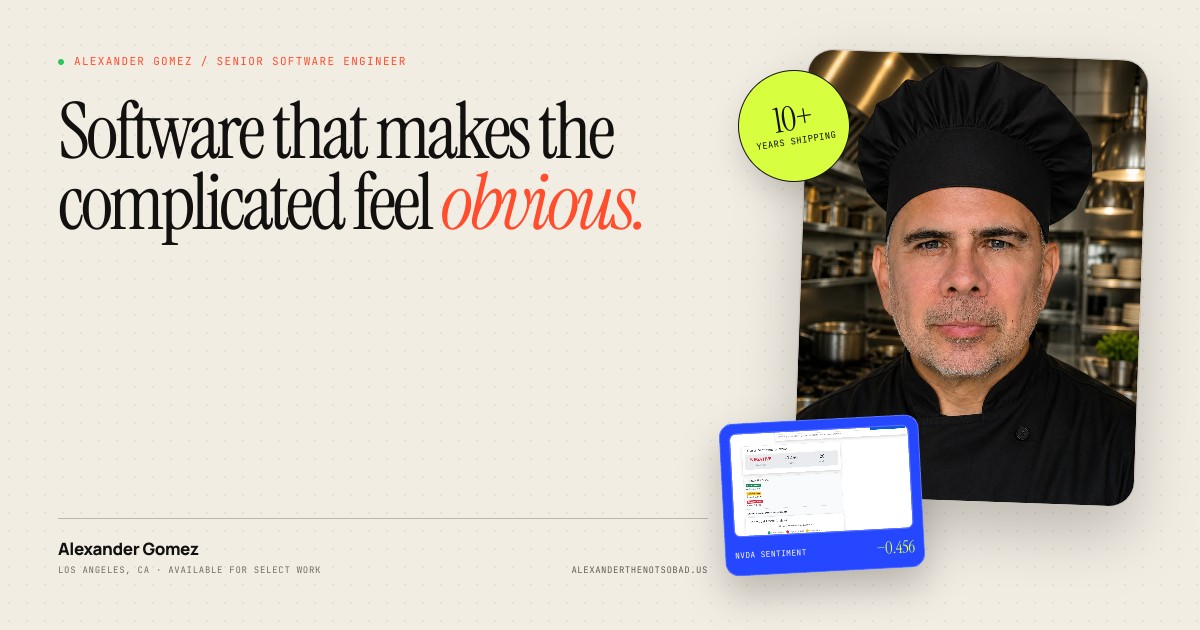 ALEXANDER GOMEZ / SENIOR SOFTWARE ENGINEER
Software that makes the
complicated feel obvious.
10+
YEARS SHIPPING
NEGATIVE
NVDA SENTIMENT
−0.456
Alexander Gomez
LOS ANGELES, CA · AVAILABLE FOR SELECT WORK
ALEXANDERTHENOTSOBAD.US